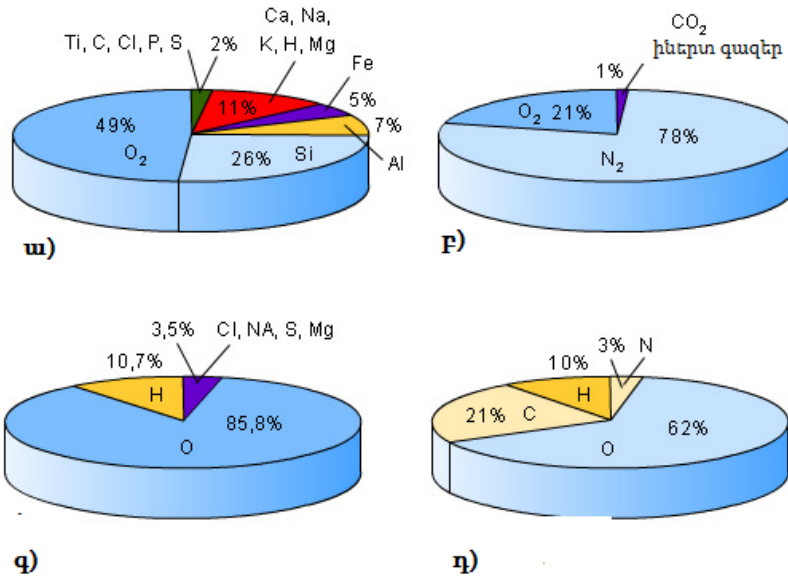 Ti, C, Cl, P, S
2%
Ca, Na,
K, H, Mg
Fe
11%
5%
7%
49%
O₂
26%
Si
Al
ա)
CO₂
իներտ գազեր
1%
O₂ 21%
78%
N₂
բ)
3,5%
Cl, NA, S, Mg
10,7%
H
85,8%
O
գ)
3% N
10%
H
21% C
62%
O
դ)